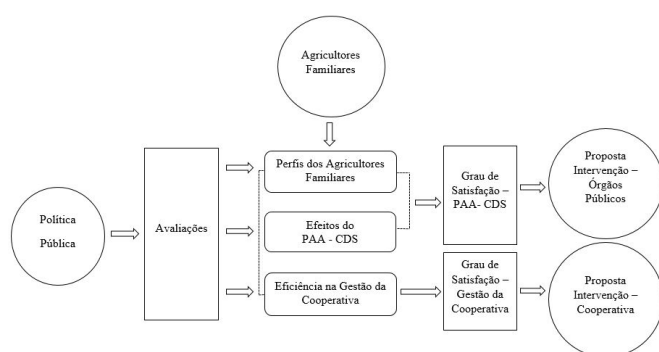 Agricultores
Familiares
Política
Pública
Avaliações
Perfis dos Agricultores
Familiares
Efeitos do
PAA - CDS
Eficiência na Gestão da
Cooperativa
Grau de
Satisfação –
PAA- CDS
Grau de
Satisfação –
Gestão da
Cooperativa
Proposta
Intervenção –
Órgãos
Públicos
Proposta
Intervenção –
Cooperativa